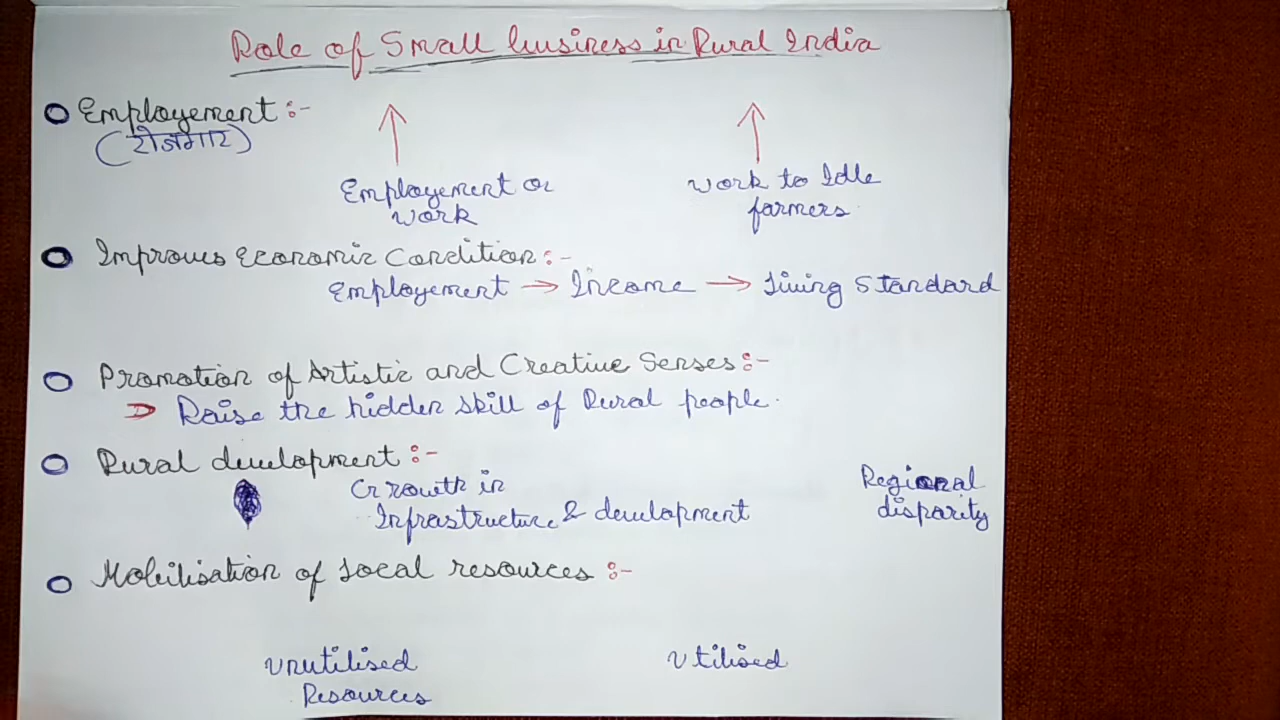 Role of Small business in Rural India
Employement :-
(रोजगार)
Employement or
work
work to Idle
farmers
Improves Economic Condition :-
Employement → Income → Living Standard
Promotion of Artistic and Creative Senses :-
⇒ Raise the hidden skill of Rural people.
Rural development :-
Growth in
Infrastructure & development
Regional
disparity
Mobilisation of Local resources :-
Unutilised
Resources
Utilised